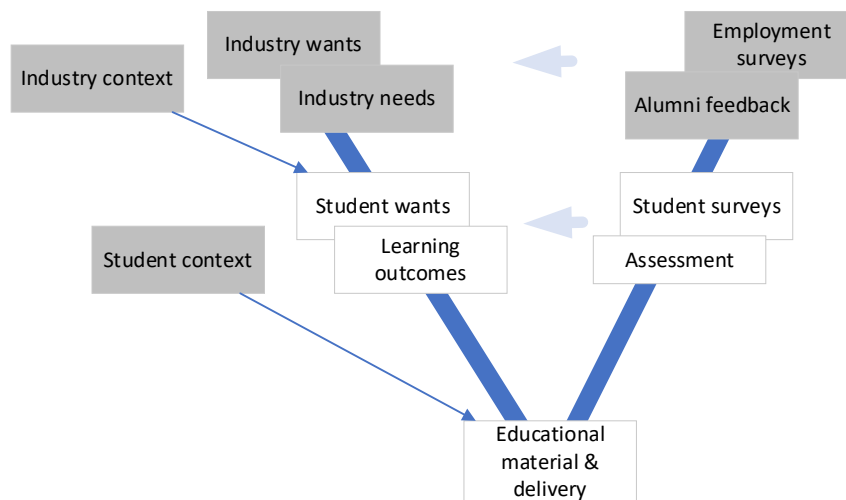 Industry wants
Employment
surveys
Industry context
Industry needs
Alumni feedback
Student wants
Student surveys
Student context
Learning
outcomes
Assessment
Educational
material &
delivery